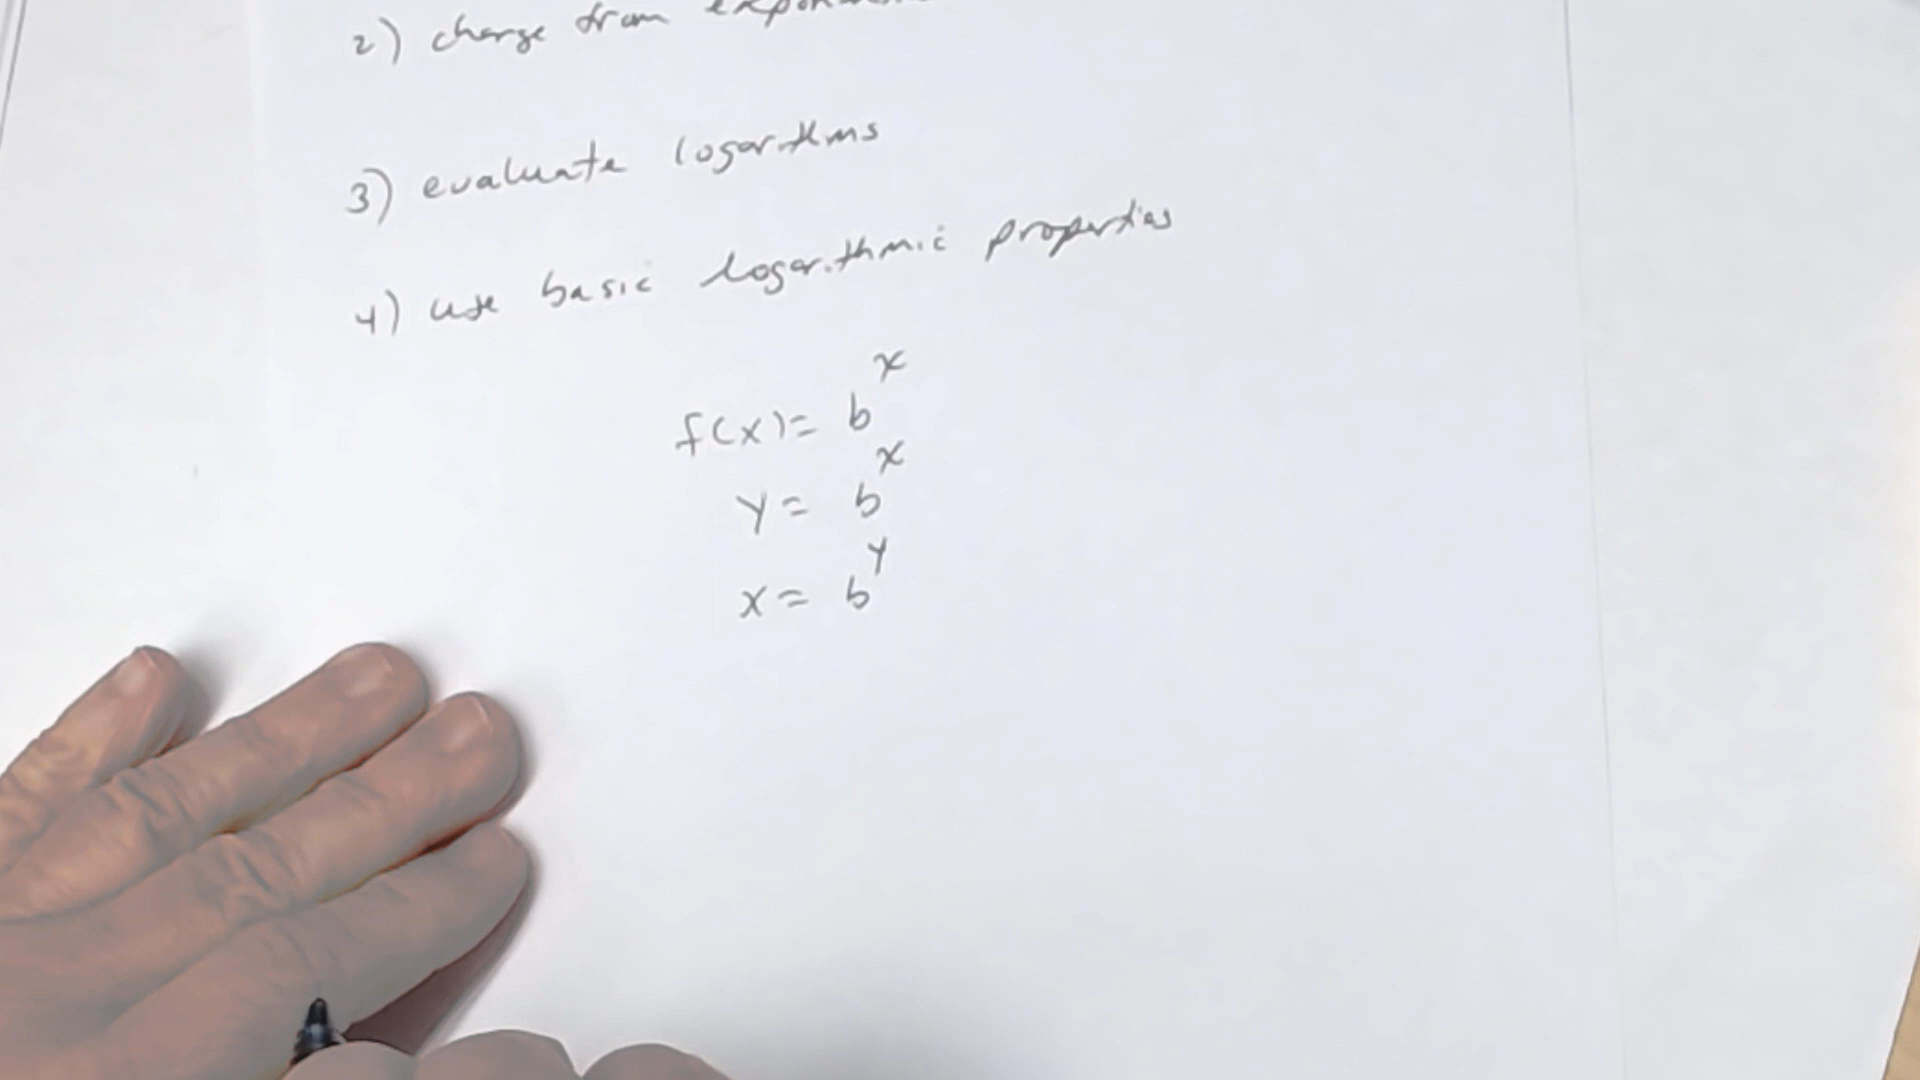 2) change from
3) evaluate logarithms
4) use basic logarithmic properties
f(x) = b^x
y = b^x
x = b^y